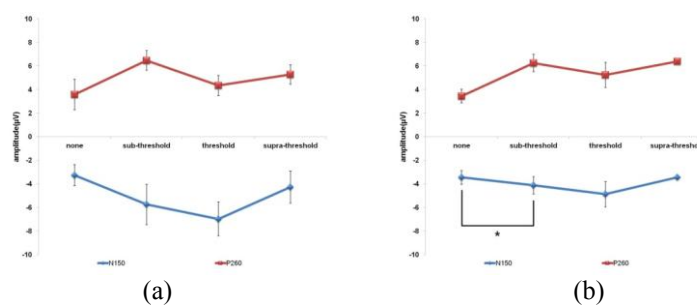 10
8
6
4
2
0
-2
-4
-6
-8
-10
amplitude(μV)
none sub-threshold threshold supra-threshold
N150 P260
(a)
10
8
6
4
2
0
-2
-4
-6
-8
-10
amplitude(μV)
none sub-threshold threshold supra-threshold
*
N150 P260
(b)